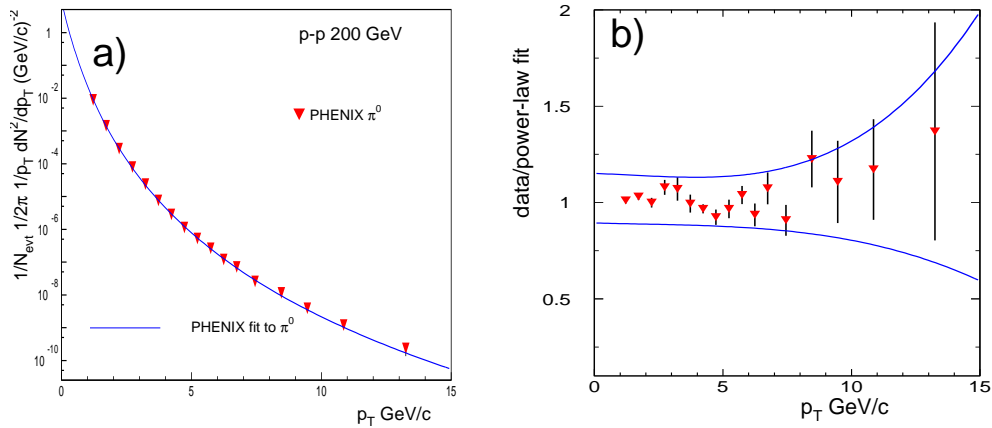 a)
p-p 200 GeV
PHENIX π⁰
PHENIX fit to π⁰
1/N_evt 1/2π 1/p_T dN²/dp_T (GeV/c)⁻²
1
10⁻²
10⁻⁴
10⁻⁶
10⁻⁸
10⁻¹⁰
0 5 10 15
p_T GeV/c
b)
data/power-law fit
2
1.5
1
0.5
0 5 10 15
p_T GeV/c